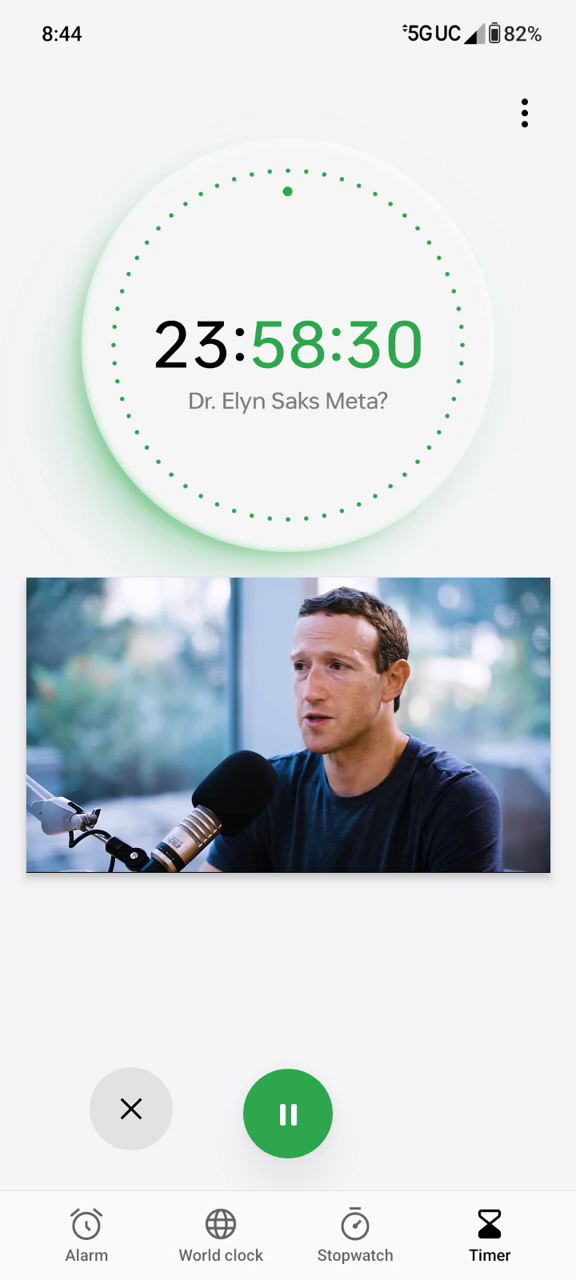 8:44
5G UC 82%
23:58:30
Dr. Elyn Saks Meta?
Alarm World clock Stopwatch Timer